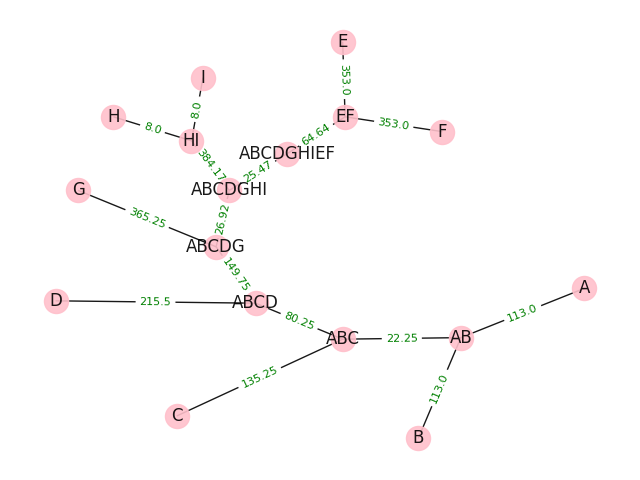 E
I
353.0
H
8.0
8.0
EF
353.0
F
HI
64.64
ABCDGHIEF
384.17
25.47
G
ABCDGHI
365.25
26.92
ABCDG
149.75
A
D
215.5
ABCD
113.0
80.25
ABC
22.25
AB
135.25
113.0
C
B